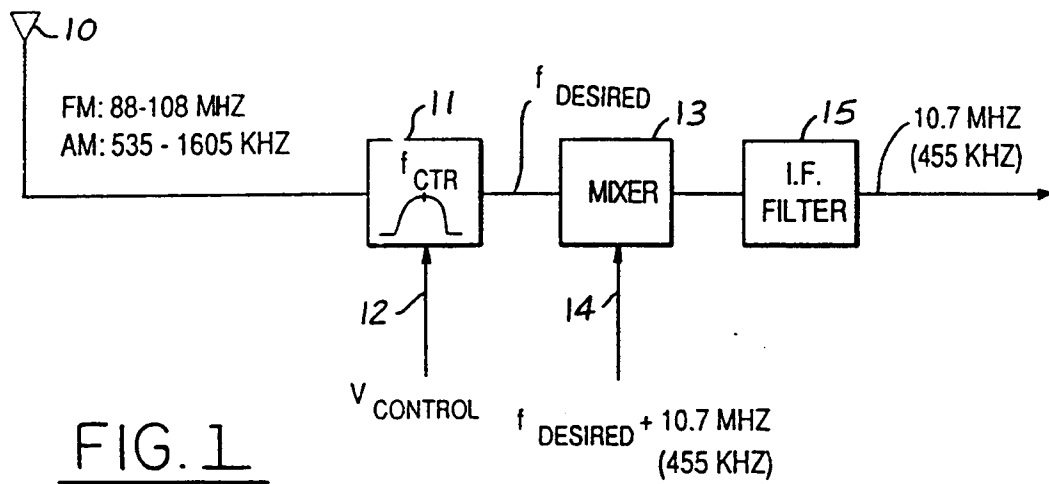 10
FM: 88-108 MHZ
AM: 535 - 1605 KHZ
11
f CTR
f DESIRED
13
MIXER
15
I.F.
FILTER
10.7 MHZ
(455 KHZ)
12
14
V CONTROL
f DESIRED + 10.7 MHZ
(455 KHZ)
FIG. 1